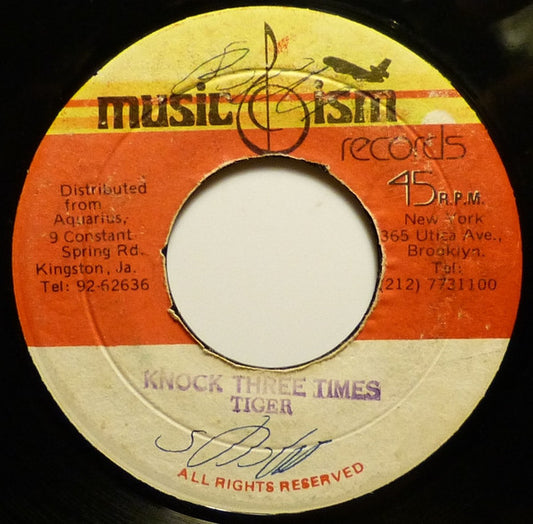 music ism
records
45 R.P.M.
Distributed
from
Aquarius,
9 Constant
Spring Rd.
Kingston, Ja.
Tel: 92-62636
New York
365 Utica Ave.,
Brooklyn.
Tel:
(212) 7731100
KNOCK THREE TIMES
TIGER
ALL RIGHTS RESERVED